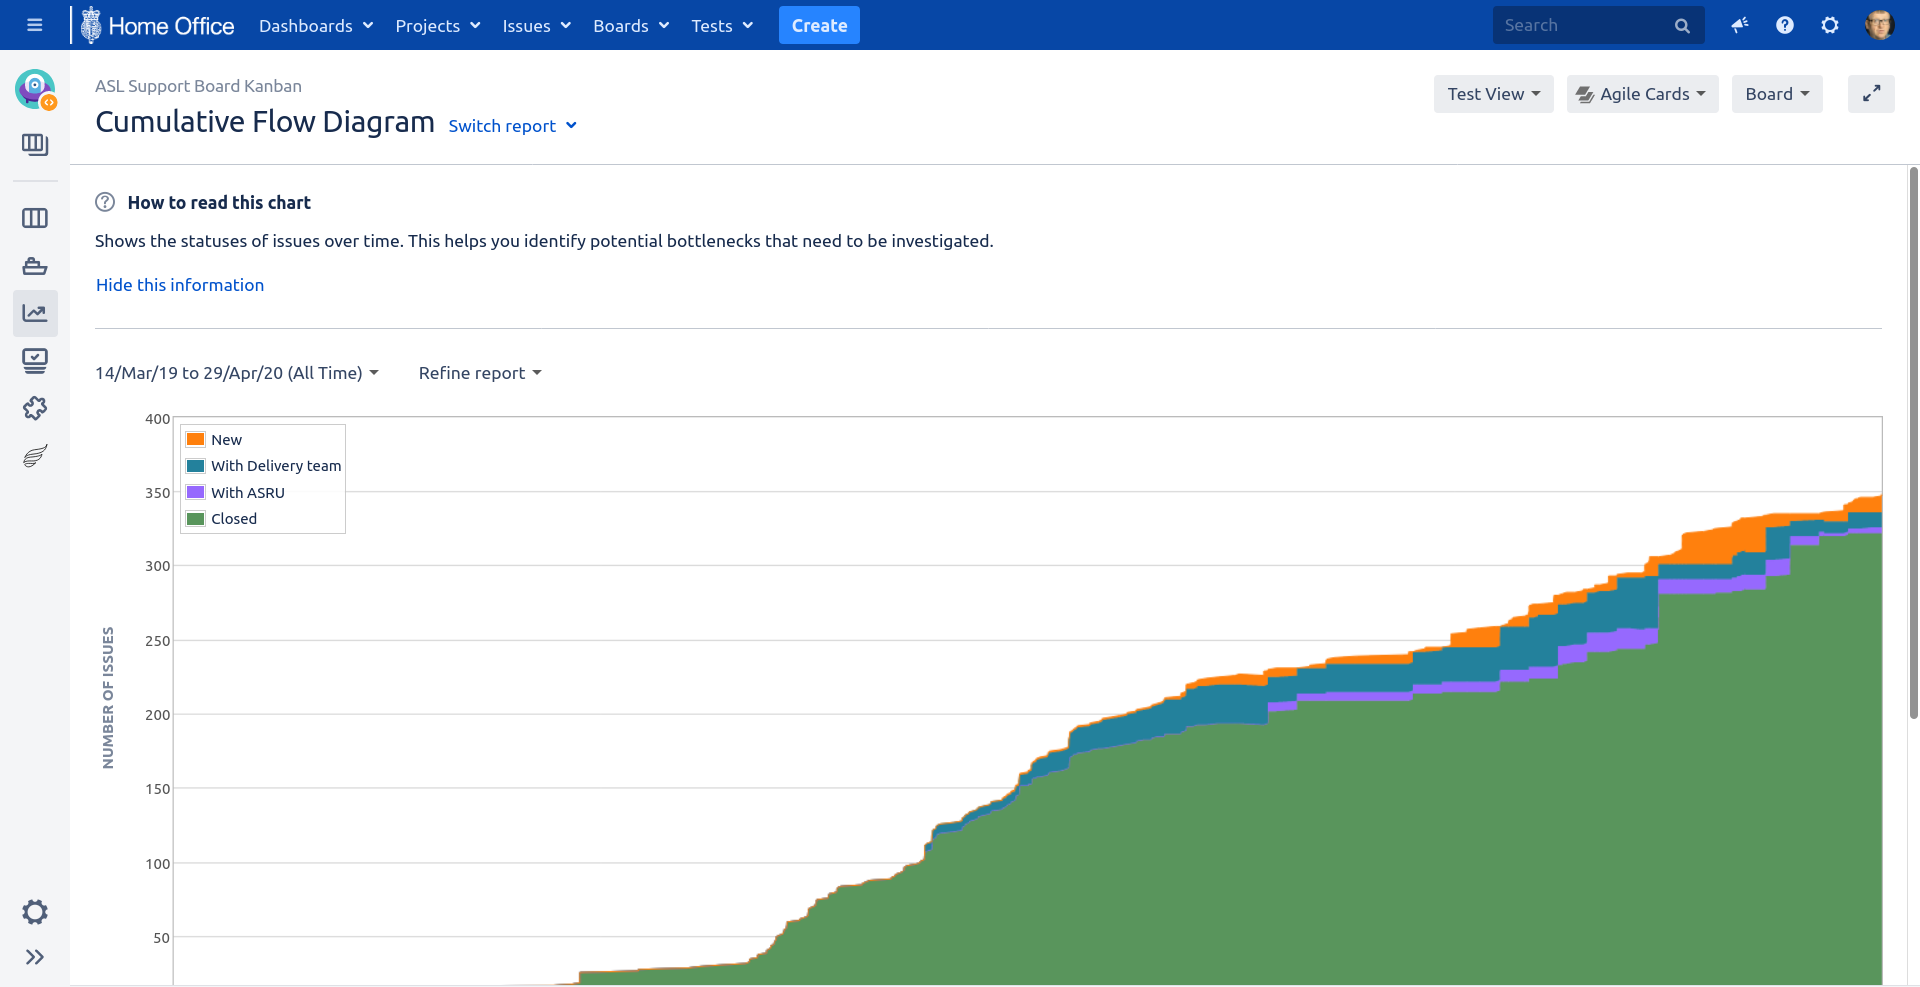 Home Office Dashboards Projects Issues Boards Tests Create Search
ASL Support Board Kanban
Cumulative Flow Diagram Switch report
Test View Agile Cards Board
How to read this chart
Shows the statuses of issues over time. This helps you identify potential bottlenecks that need to be investigated.
Hide this information
14/Mar/19 to 29/Apr/20 (All Time) Refine report
400
New
With Delivery team
350
With ASRU
Closed
300
250
NUMBER OF ISSUES
200
150
100
50